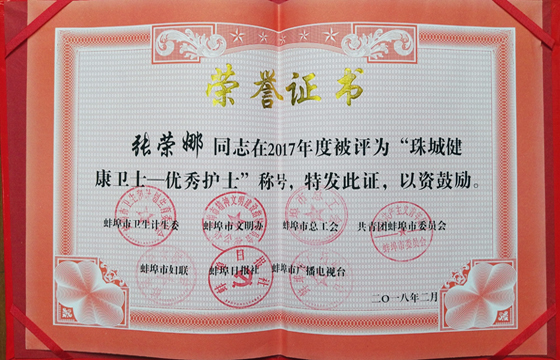 荣誉证书
张荣娜 同志在2017年度被评为“珠城健
康卫士—优秀护士”称号，特发此证，以资鼓励。
蚌埠市卫生计生委 蚌埠市文明办 蚌埠市总工会 共青团蚌埠市委员会
蚌埠市妇联 蚌埠日报社 蚌埠市广播电视台
二〇一八年二月